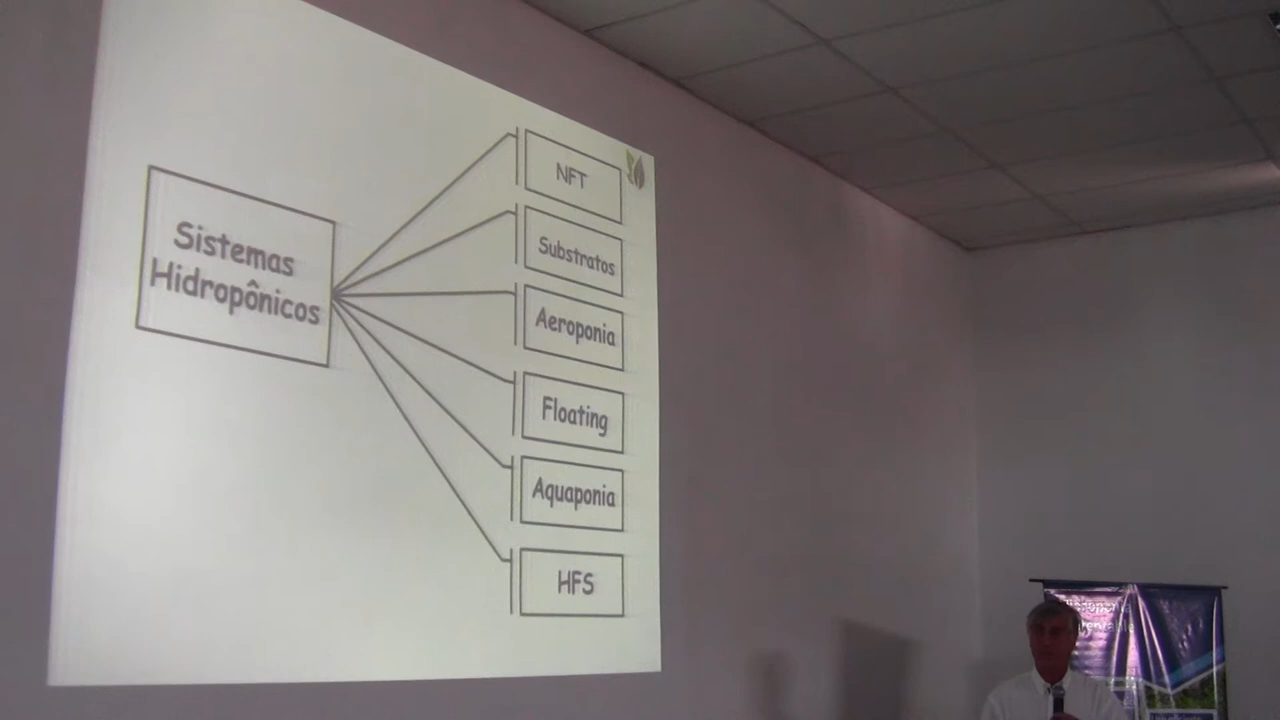 Sistemas
Hidropônicos
NFT
Substratos
Aeroponia
Floating
Aquaponia
HFS